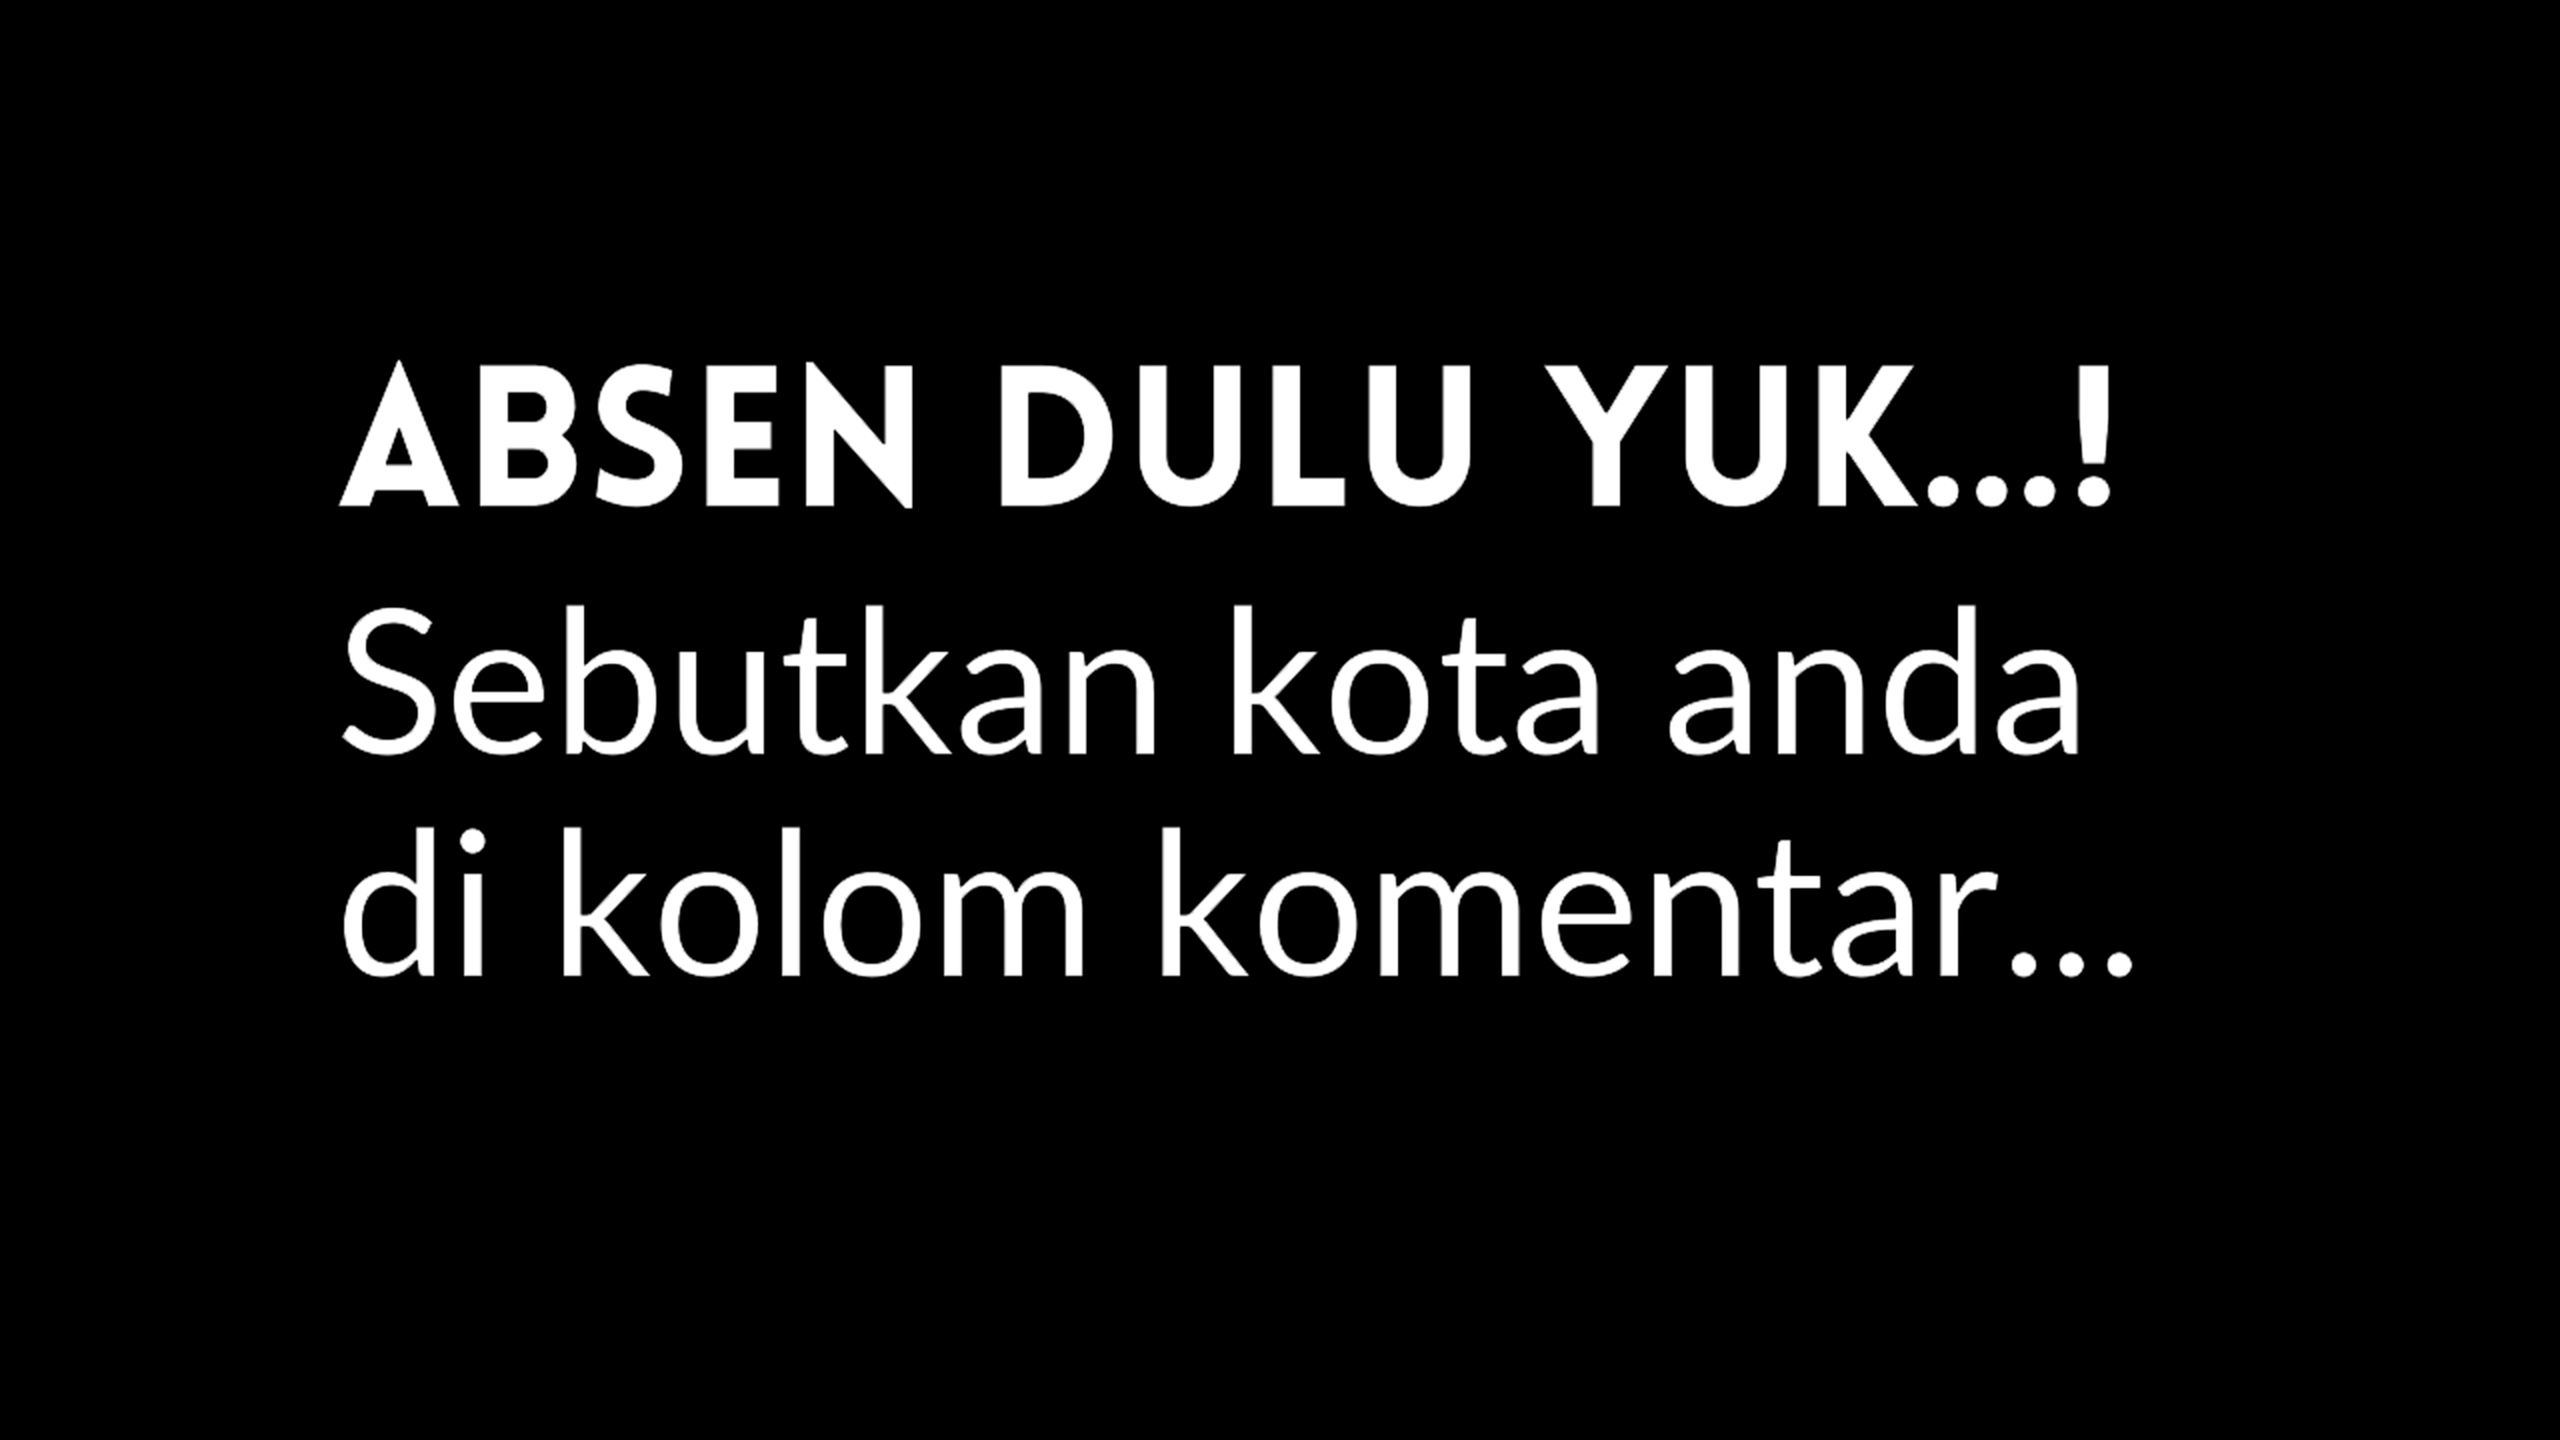 ABSEN DULU YUK...!
Sebutkan kota anda
di kolom komentar...